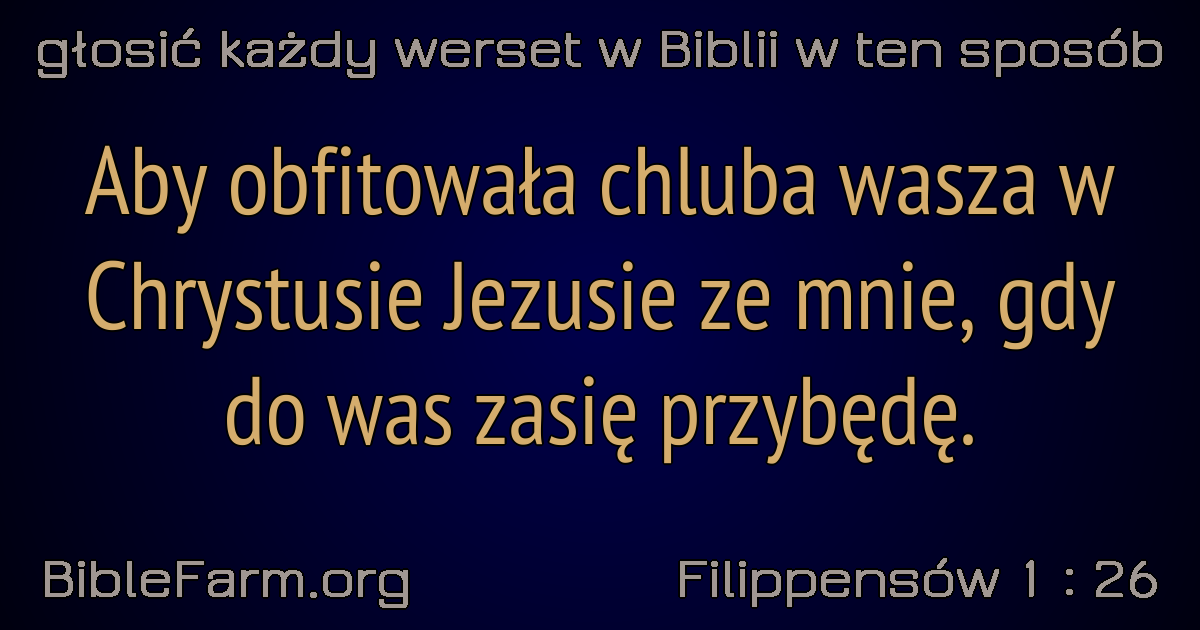 głosić każdy werset w Biblii w ten sposób
Aby obfitowała chluba wasza w
Chrystusie Jezusie ze mnie, gdy
do was zasię przybędę.
BibleFarm.org
Filippensów 1 : 26